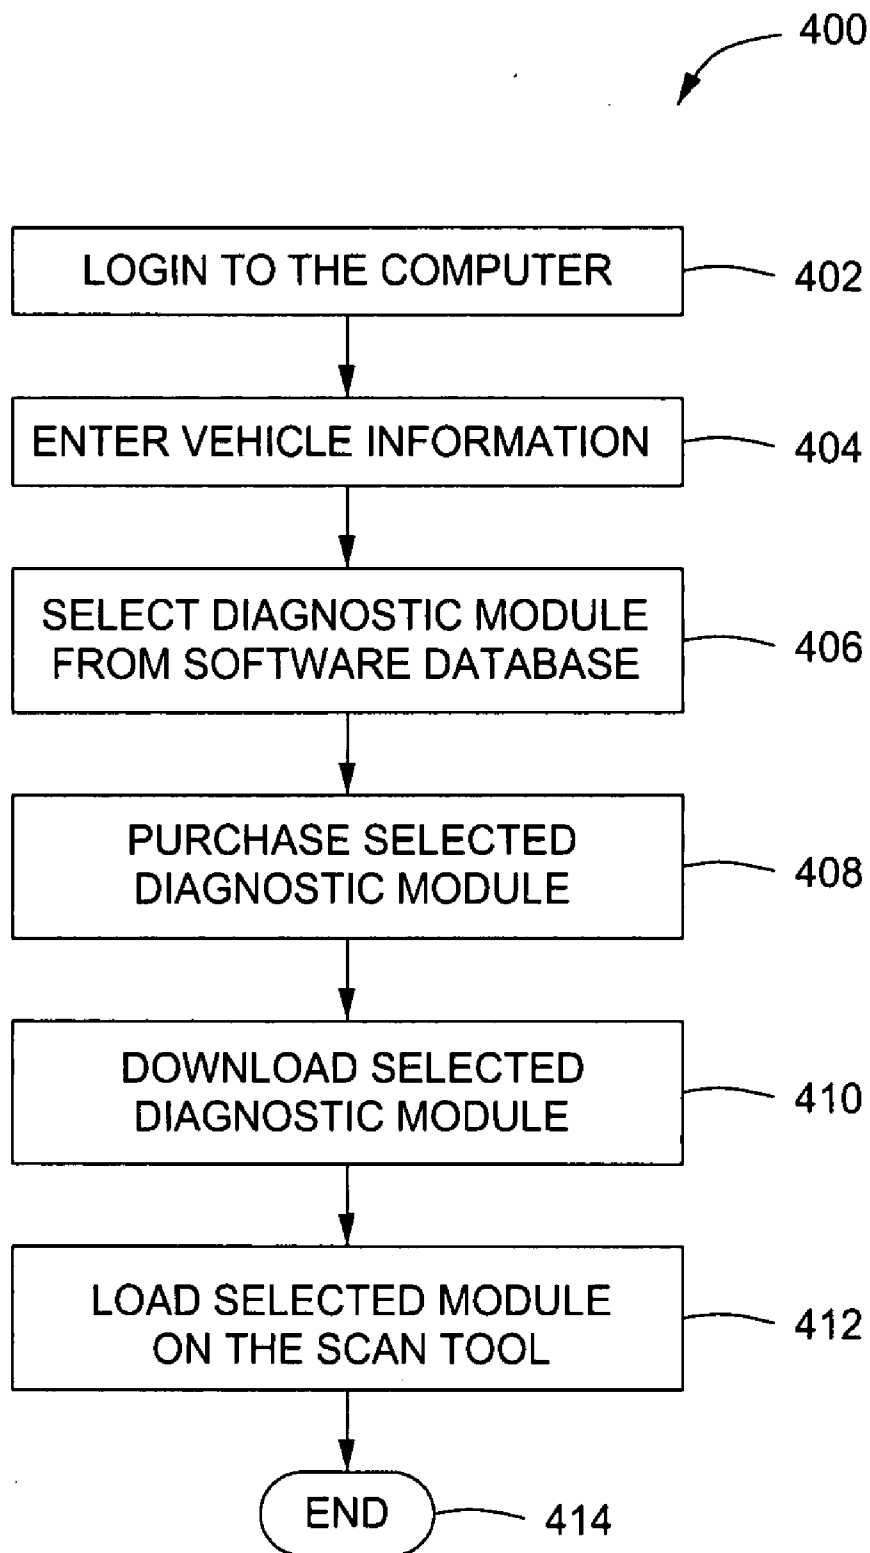 400
LOGIN TO THE COMPUTER
402
ENTER VEHICLE INFORMATION
404
SELECT DIAGNOSTIC MODULE
FROM SOFTWARE DATABASE
406
PURCHASE SELECTED
DIAGNOSTIC MODULE
408
DOWNLOAD SELECTED
DIAGNOSTIC MODULE
410
LOAD SELECTED MODULE
ON THE SCAN TOOL
412
END
414